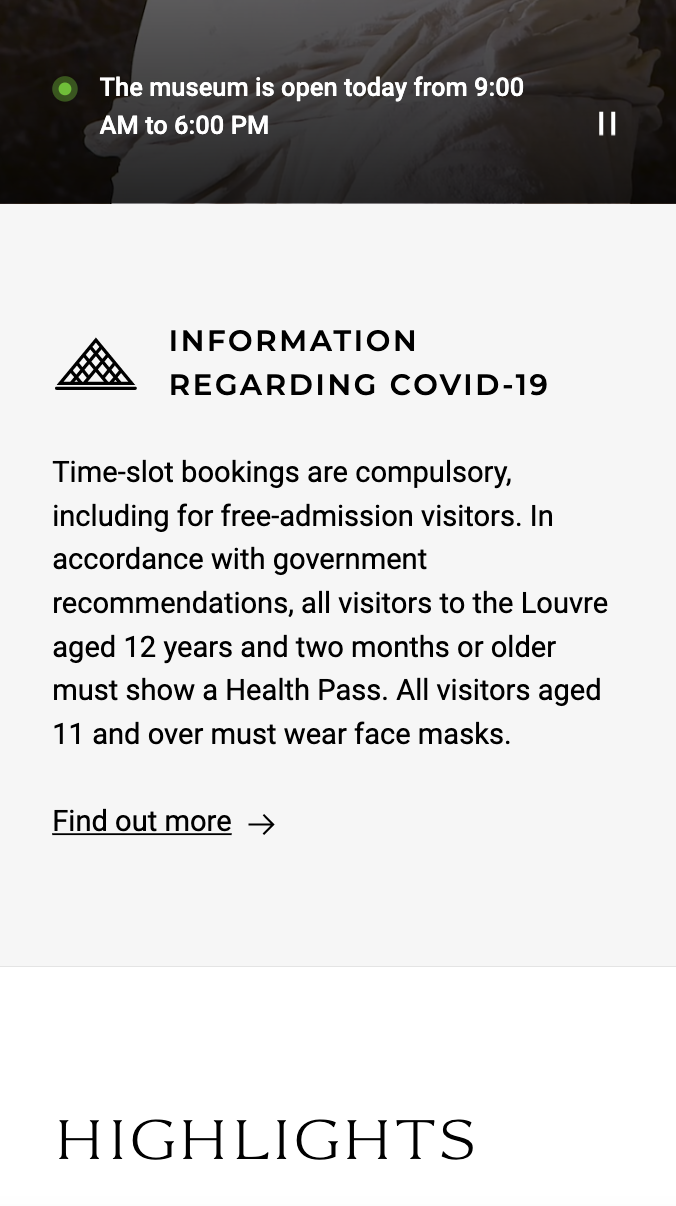 The museum is open today from 9:00
AM to 6:00 PM
INFORMATION
REGARDING COVID-19
Time-slot bookings are compulsory,
including for free-admission visitors. In
accordance with government
recommendations, all visitors to the Louvre
aged 12 years and two months or older
must show a Health Pass. All visitors aged
11 and over must wear face masks.
Find out more
HIGHLIGHTS